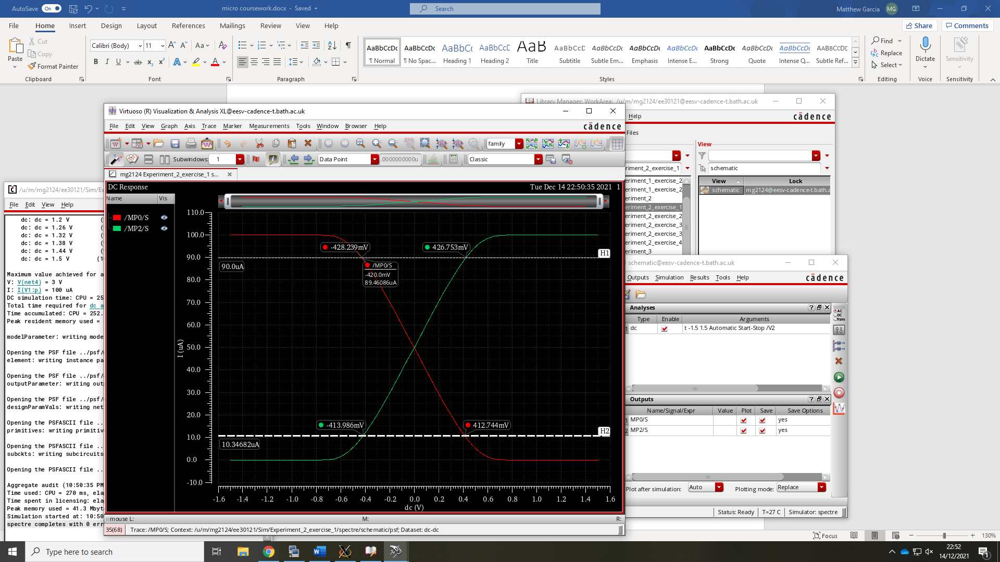 AutoSave On
micro coursework.docx - Saved
Search
Matthew Garcia MG
File Home Insert Design Layout References Mailings Review View Help
Share Comments
Paste
Cut
Copy
Format Painter
Clipboard
Calibri (Body) 11
Font
Paragraph
AaBbCcDc AaBbCcDc AaBbCc AaBbCcD AaB AaBbCcD AaBbCcDc AaBbCcDc AaBbCcDc AaBbCcDc AaBbCcDc AaBbCcDc AABBCCDE
¶ Normal ¶ No Spac... Heading 1 Heading 2 Title Subtitle Subtle Em... Emphasis Intense E... Strong Quote Intense Q... Subtle Ref...
Styles
Find
Replace
Select
Editing
Dictate
Voice
Sensitivity
Sensitivity
Library Manager: WorkArea: /u/m/mg2124/ee30121@eesv-cadence-t.bath.ac.uk
Help
cādence
Files
View
riment_2_exercise_1
schematic
View Lock
schematic mg2124@eesv-cadence-t.bath.a
eriment_1_exercise_2
eriment_1_exercise_2
eriment_2
eriment_2_exercise_1
eriment_2_exercise_2
eriment_2_exercise_3
eriment_2_exercise_3
eriment_2_exercise_4
eriment_3
Virtuoso (R) Visualization & Analysis XL@eesv-cadence-t.bath.ac.uk
File Edit View Graph Axis Trace Marker Measurements Tools Window Browser Help
cādence
family
Subwindows: 1
Data Point
.0000000000u
Classic
mg2124 Experiment_2_exercise_1 s...
DC Response
Tue Dec 14 22:50:35 2021 1
Name Vis
/MP0/S
/MP2/S
110.0
100.0
90.0
80.0
70.0
60.0
50.0
40.0
30.0
20.0
10.0
0.0
-10.0
I (uA)
-428.239mV
426.753mV
H1
90.0uA
/MP0/S
-420.0mV
89.46086uA
-413.986mV
412.744mV
H2
10.34682uA
-1.6 -1.4 -1.2 -1.0 -0.8 -0.6 -0.4 -0.2 0.0 0.2 0.4 0.6 0.8 1.0 1.2 1.4 1.6
dc (V)
mouse L: M: R:
35(68) Trace: /MP0/S; Context: /u/m/mg2124/ee30121/Sim/Experiment_2_exercise_1/spectre/schematic/psf; Dataset: dc-dc
/u/m/mg2124/ee30121/Sim/Ex
File Edit View Help
dc: dc = 1.2 V (
dc: dc = 1.26 V (
dc: dc = 1.32 V (
dc: dc = 1.38 V (
dc: dc = 1.44 V (
dc: dc = 1.5 V (1
Maximum value achieved for a
V: V(net4) = 3 V
I: I(V1:p) = 100 uA
DC simulation time: CPU = 25
Total time required for dc a
Time accumulated: CPU = 252.
Peak resident memory used =
modelParameter: writing mode
Opening the PSF file ../psf/
element: writing instance pa
Opening the PSF file ../psf/
outputParameter: writing out
Opening the PSF file ../psf/
designParamVals: writing net
Opening the PSFASCII file ..
primitives: writing primitiv
Opening the PSFASCII file ..
subckts: writing subcircuits
Opening the PSFASCII file ..
Aggregate audit (10:50:35 PM
Time used: CPU = 270 ms, ela
Time spent in licensing: ela
Peak memory used = 41.3 Mbyt
Simulation started at: 10:50
spectre completes with 0 err
schematic@eesv-cadence-t.bath.ac.uk
Outputs Simulation Results Tools Help
cādence
Analyses
Type Enable Arguments
1 dc t -1.5 1.5 Automatic Start-Stop /V2
AC
DC
Trans
Outputs
Name/Signal/Expr Value Plot Save Save Options
1 MP0/S yes
2 MP2/S yes
Plot after simulation: Auto Plotting mode: Replace
Status: Ready T=27 C Simulator: spectre
Focus 130%
Type here to search
22:52
14/12/2021
1